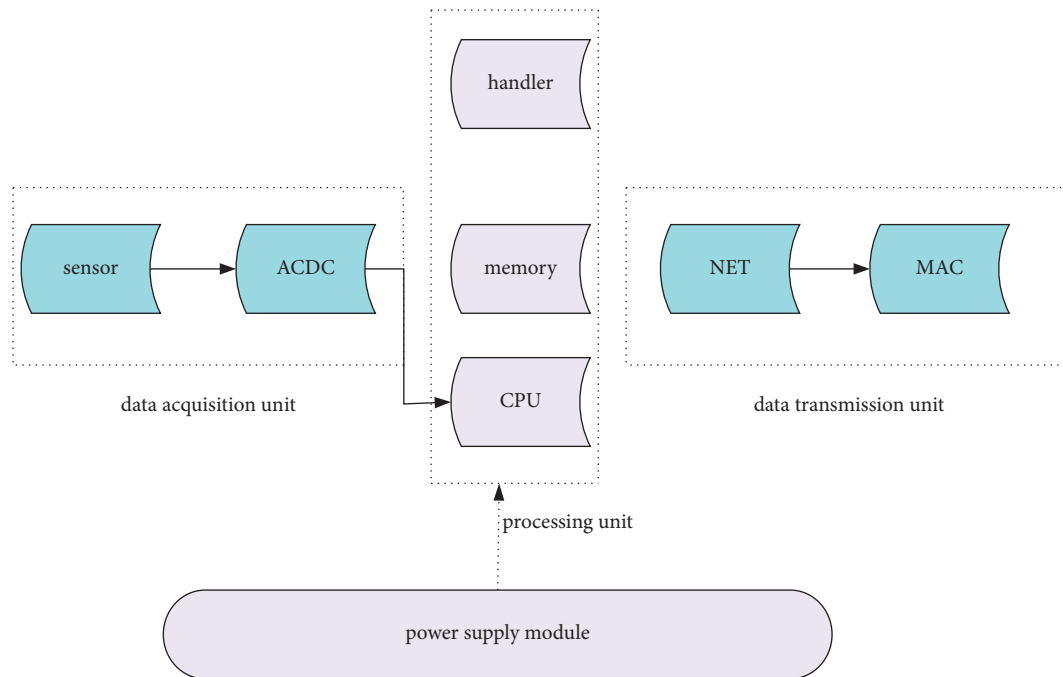 handler
sensor
ACDC
memory
NET
MAC
data acquisition unit
CPU
data transmission unit
processing unit
power supply module